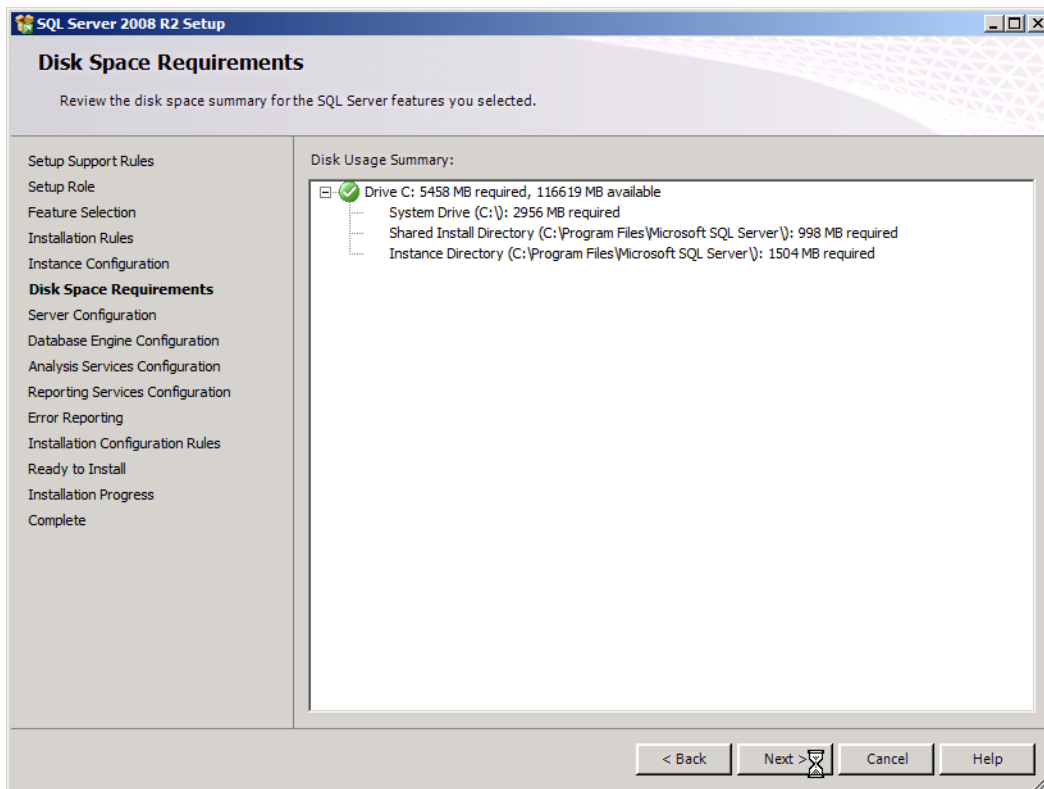 SQL Server 2008 R2 Setup
Disk Space Requirements
Review the disk space summary for the SQL Server features you selected.
Setup Support Rules
Setup Role
Feature Selection
Installation Rules
Instance Configuration
Disk Space Requirements
Server Configuration
Database Engine Configuration
Analysis Services Configuration
Reporting Services Configuration
Error Reporting
Installation Configuration Rules
Ready to Install
Installation Progress
Complete
Disk Usage Summary:
Drive C: 5458 MB required, 116619 MB available
System Drive (C:\): 2956 MB required
Shared Install Directory (C:\Program Files\Microsoft SQL Server\): 998 MB required
Instance Directory (C:\Program Files\Microsoft SQL Server\): 1504 MB required
< Back
Next >
Cancel
Help